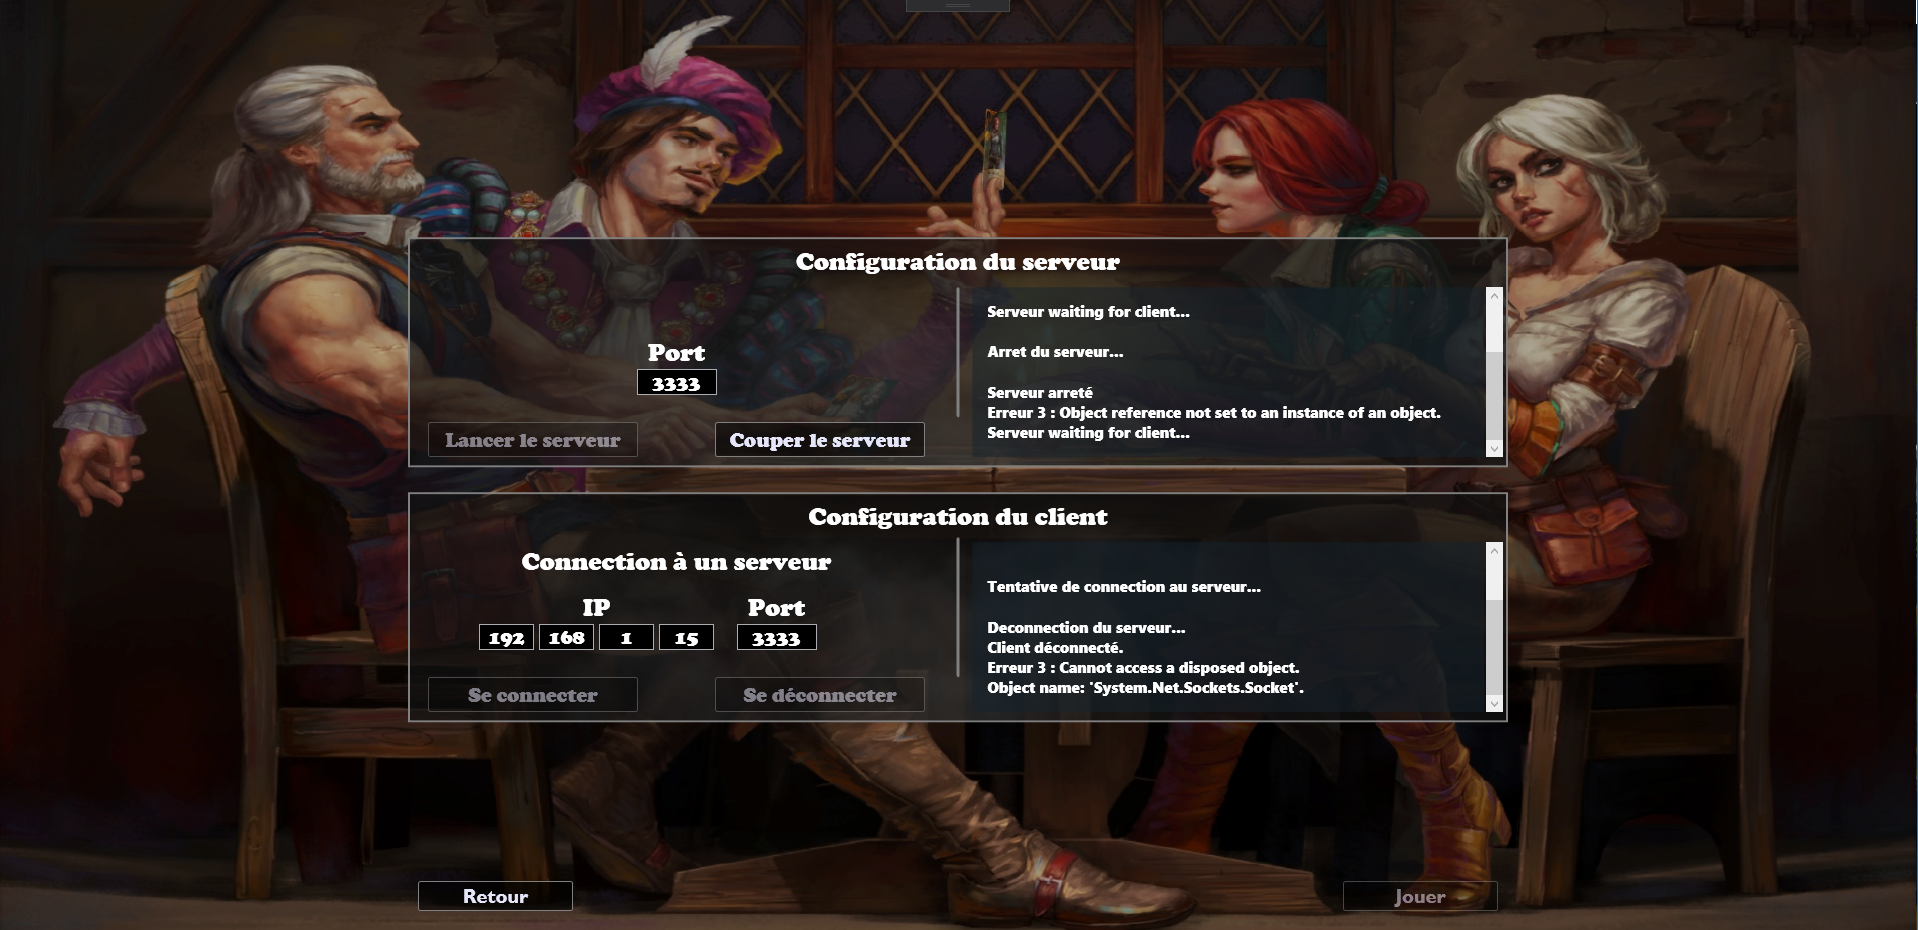 Configuration du serveur
Port
3333
Lancer le serveur
Couper le serveur
Serveur waiting for client...
Arret du serveur...
Serveur arreté
Erreur 3 : Object reference not set to an instance of an object.
Serveur waiting for client...
Configuration du client
Connection à un serveur
IP Port
192 168 1 15 3333
Se connecter
Se déconnecter
Tentative de connection au serveur...
Deconnection du serveur...
Client déconnecté.
Erreur 3 : Cannot access a disposed object.
Object name: 'System.Net.Sockets.Socket'.
Retour
Jouer